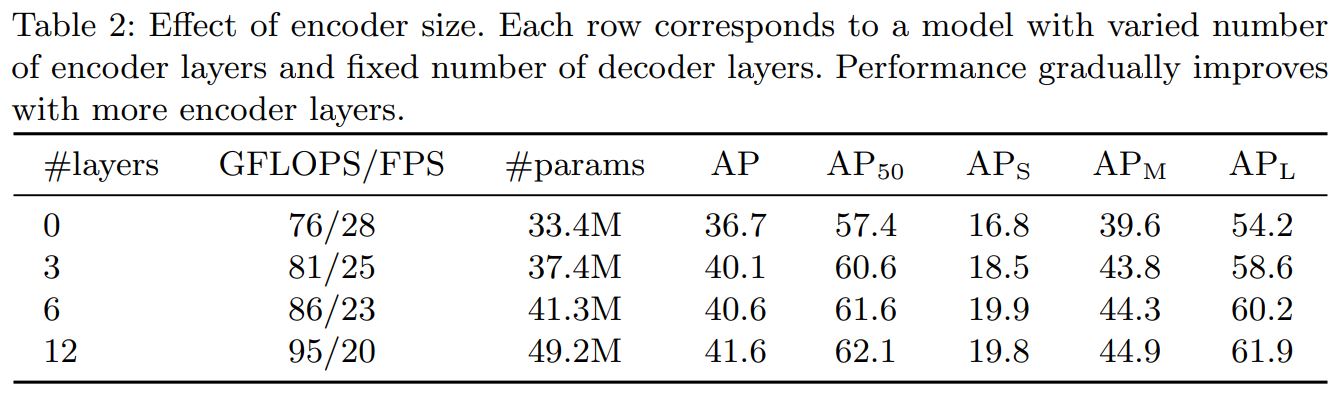 Table 2: Effect of encoder size. Each row corresponds to a model with varied number
of encoder layers and fixed number of decoder layers. Performance gradually improves
with more encoder layers.
#layers GFLOPS/FPS #params AP AP50 APS APM APL
0 76/28 33.4M 36.7 57.4 16.8 39.6 54.2
3 81/25 37.4M 40.1 60.6 18.5 43.8 58.6
6 86/23 41.3M 40.6 61.6 19.9 44.3 60.2
12 95/20 49.2M 41.6 62.1 19.8 44.9 61.9